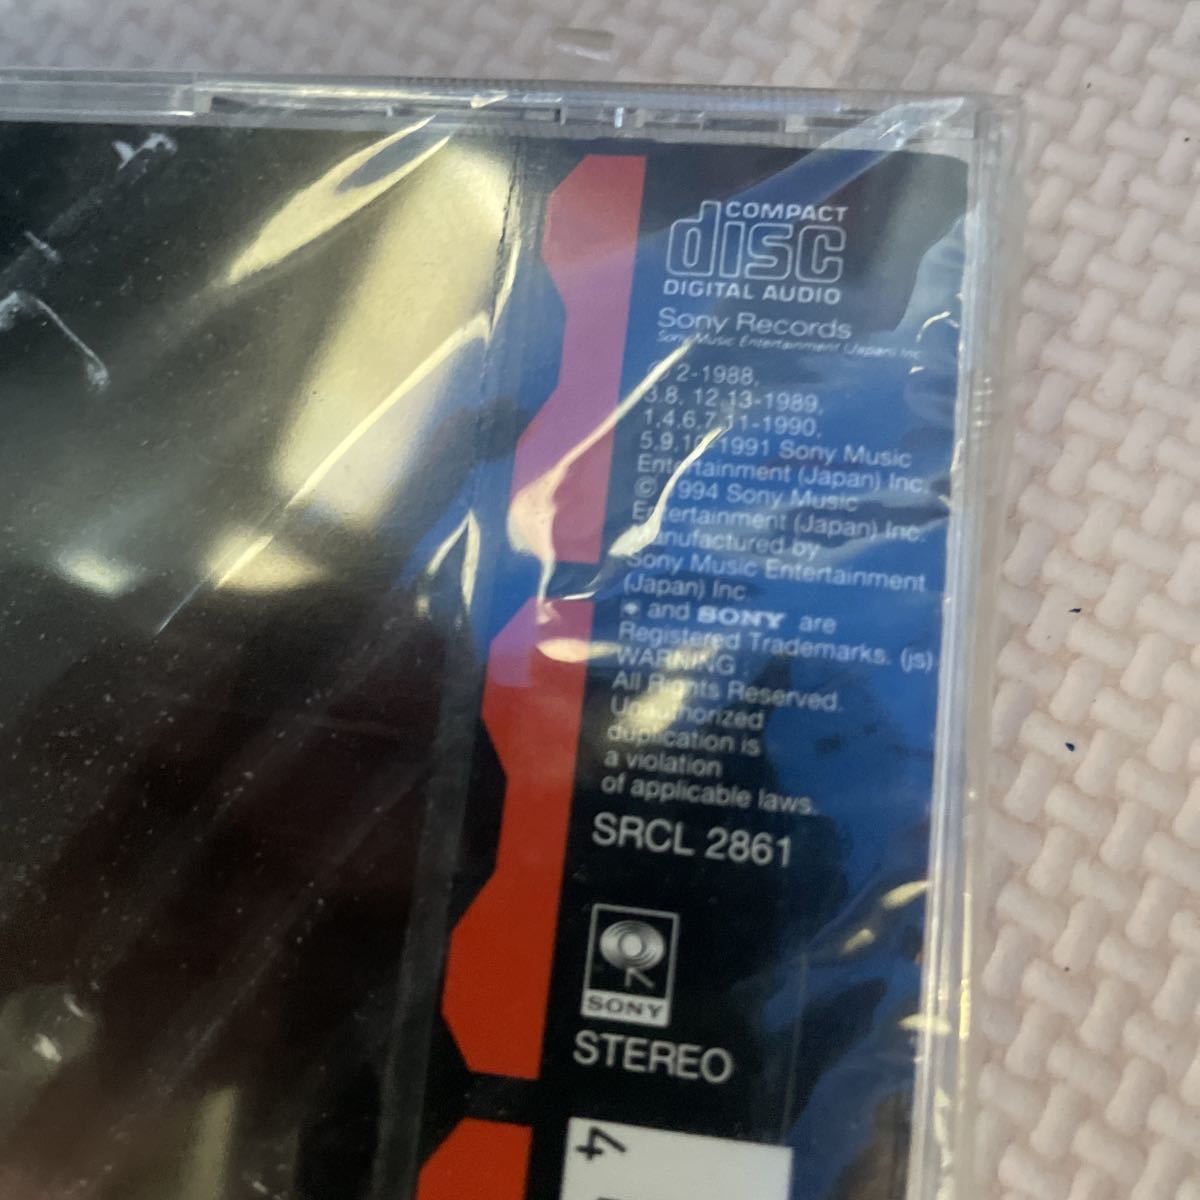 COMPACT
disc
DIGITAL AUDIO
Sony Records
Sony Music Entertainment (Japan) Inc.
2-1988,
3.8, 12,13-1989,
1,4,6,7,11-1990,
5,9,10-1991 Sony Music
Entertainment (Japan) Inc.
© 1994 Sony Music
Entertainment (Japan) Inc.
Manufactured by
Sony Music Entertainment
(Japan) Inc.
and SONY are
Registered Trademarks. (js)
WARNING :
All Rights Reserved.
Unauthorized
duplication is
a violation
of applicable laws.
SRCL 2861
SONY
STEREO
4